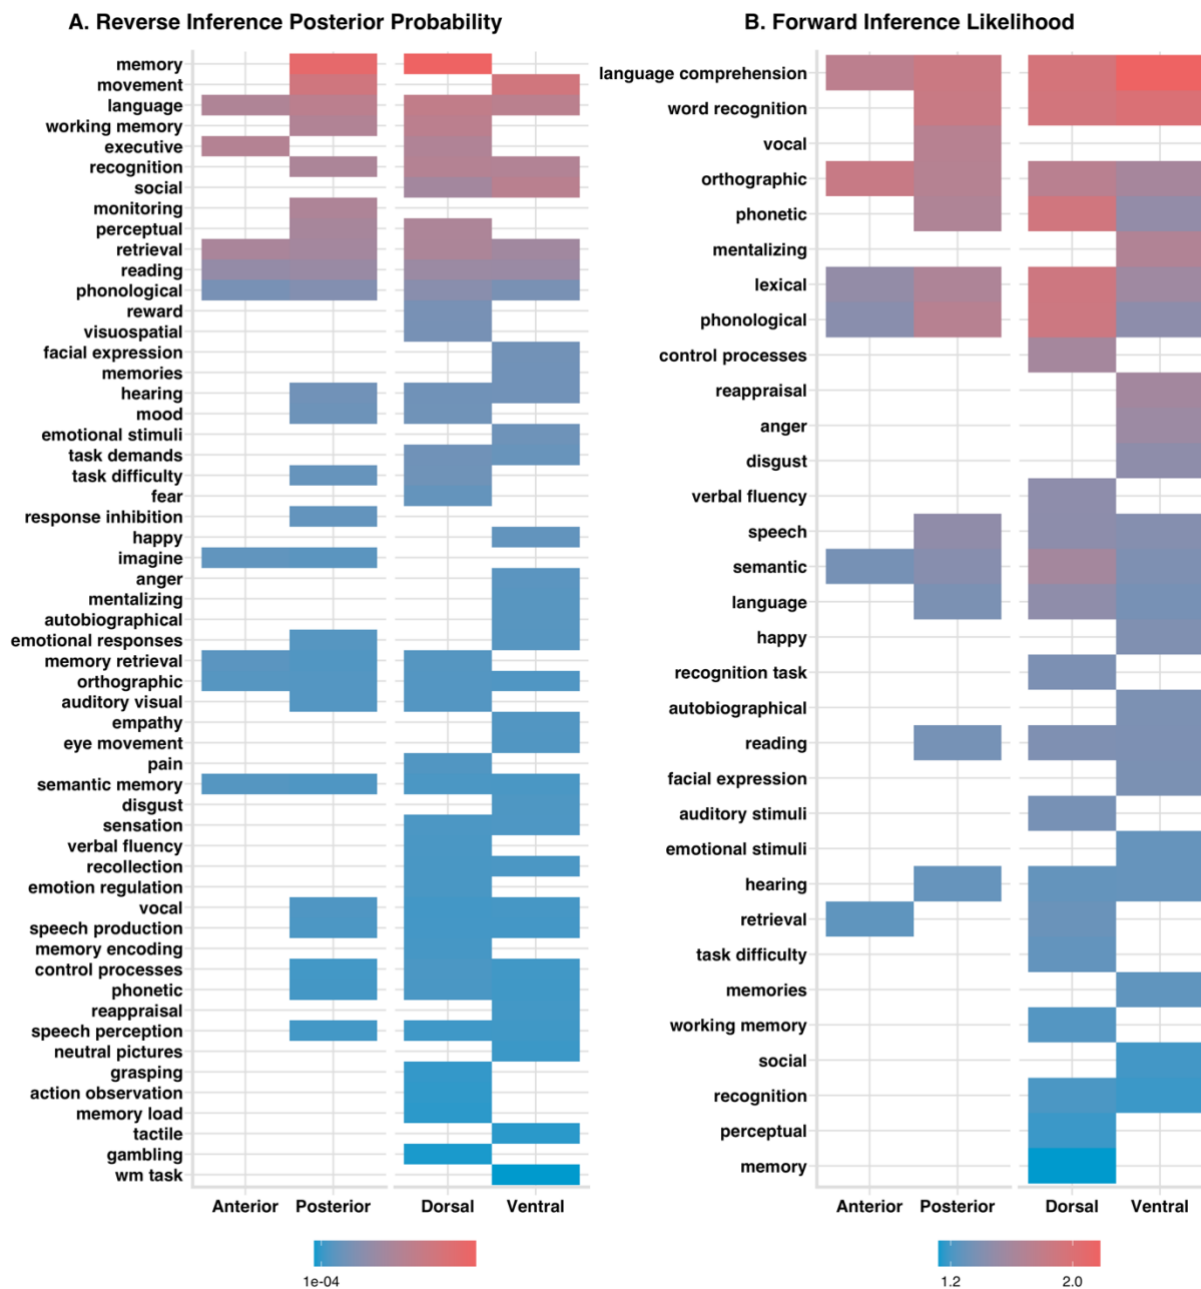 A. Reverse Inference Posterior Probability
memory
movement
language
working memory
executive
recognition
social
monitoring
perceptual
retrieval
reading
phonological
reward
visuospatial
facial expression
memories
hearing
mood
emotional stimuli
task demands
task difficulty
fear
response inhibition
happy
imagine
anger
mentalizing
autobiographical
emotional responses
memory retrieval
orthographic
auditory visual
empathy
eye movement
pain
semantic memory
disgust
sensation
verbal fluency
recollection
emotion regulation
vocal
speech production
memory encoding
control processes
phonetic
reappraisal
speech perception
neutral pictures
grasping
action observation
memory load
tactile
gambling
wm task
Anterior Posterior Dorsal Ventral
1e-04
B. Forward Inference Likelihood
language comprehension
word recognition
vocal
orthographic
phonetic
mentalizing
lexical
phonological
control processes
reappraisal
anger
disgust
verbal fluency
speech
semantic
language
happy
recognition task
autobiographical
reading
facial expression
auditory stimuli
emotional stimuli
hearing
retrieval
task difficulty
memories
working memory
social
recognition
perceptual
memory
Anterior Posterior Dorsal Ventral
1.2 2.0